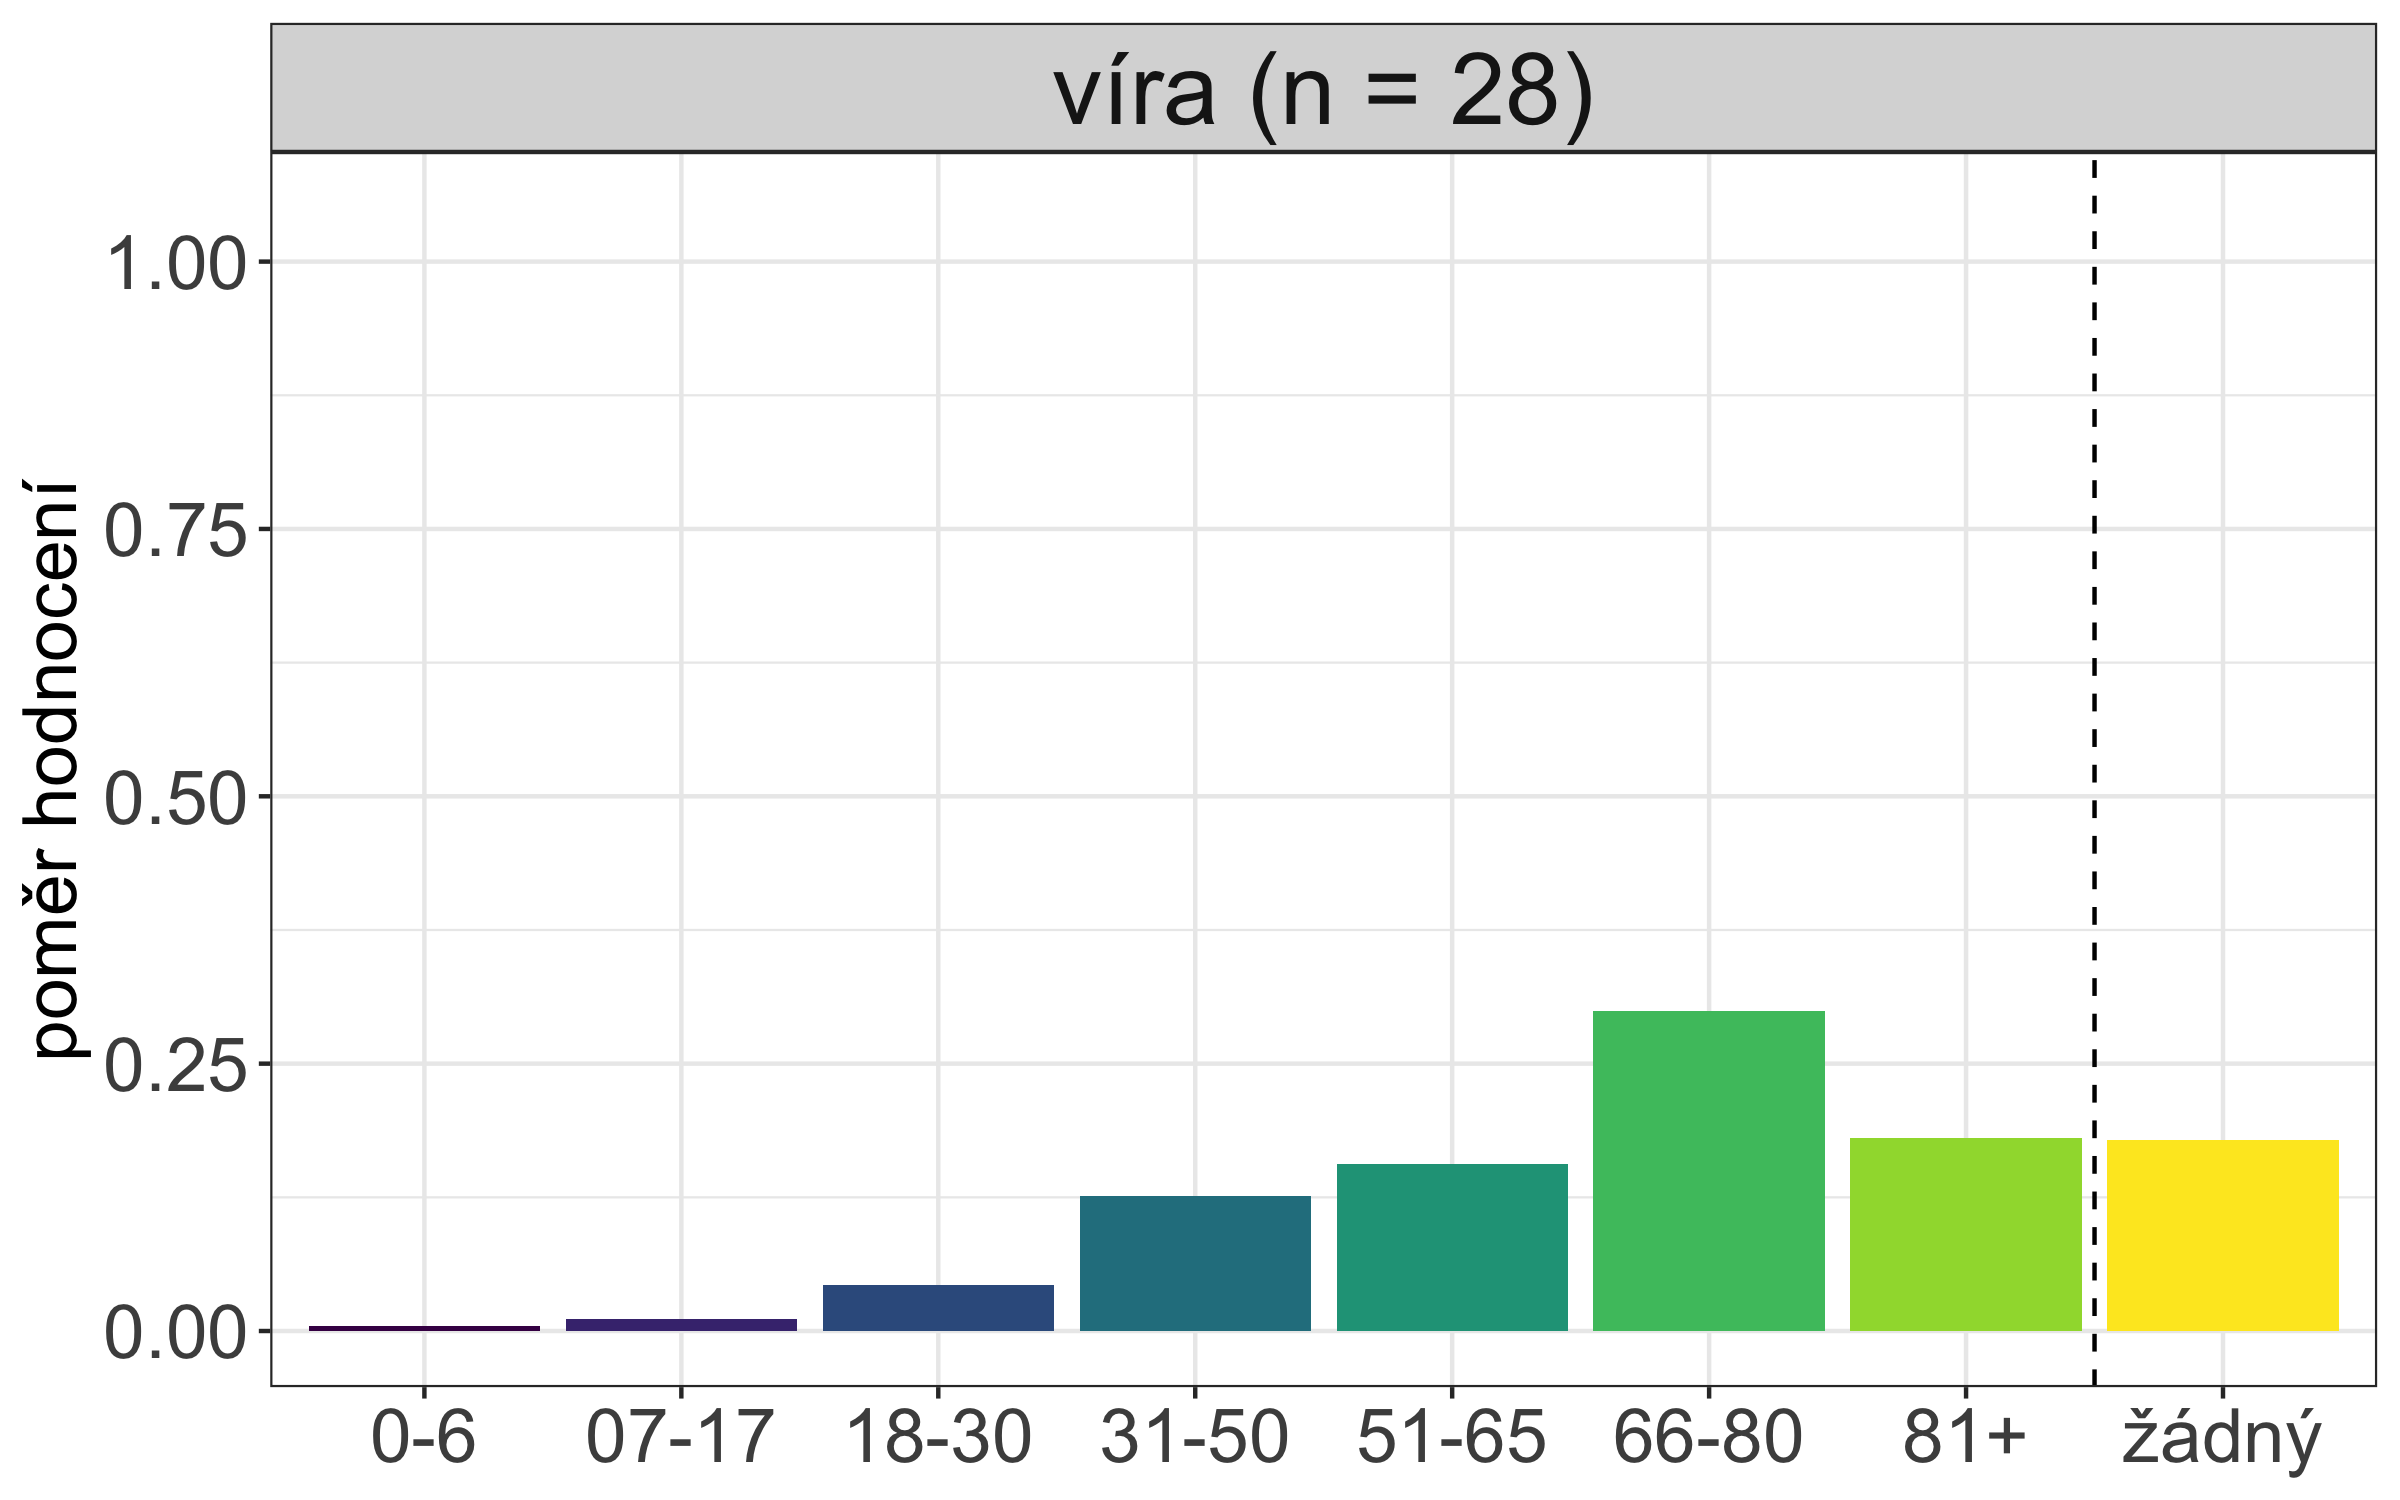 víra (n = 28)
poměr hodnocení
1.00
0.75
0.50
0.25
0.00
0-6 07-17 18-30 31-50 51-65 66-80 81+ žádný